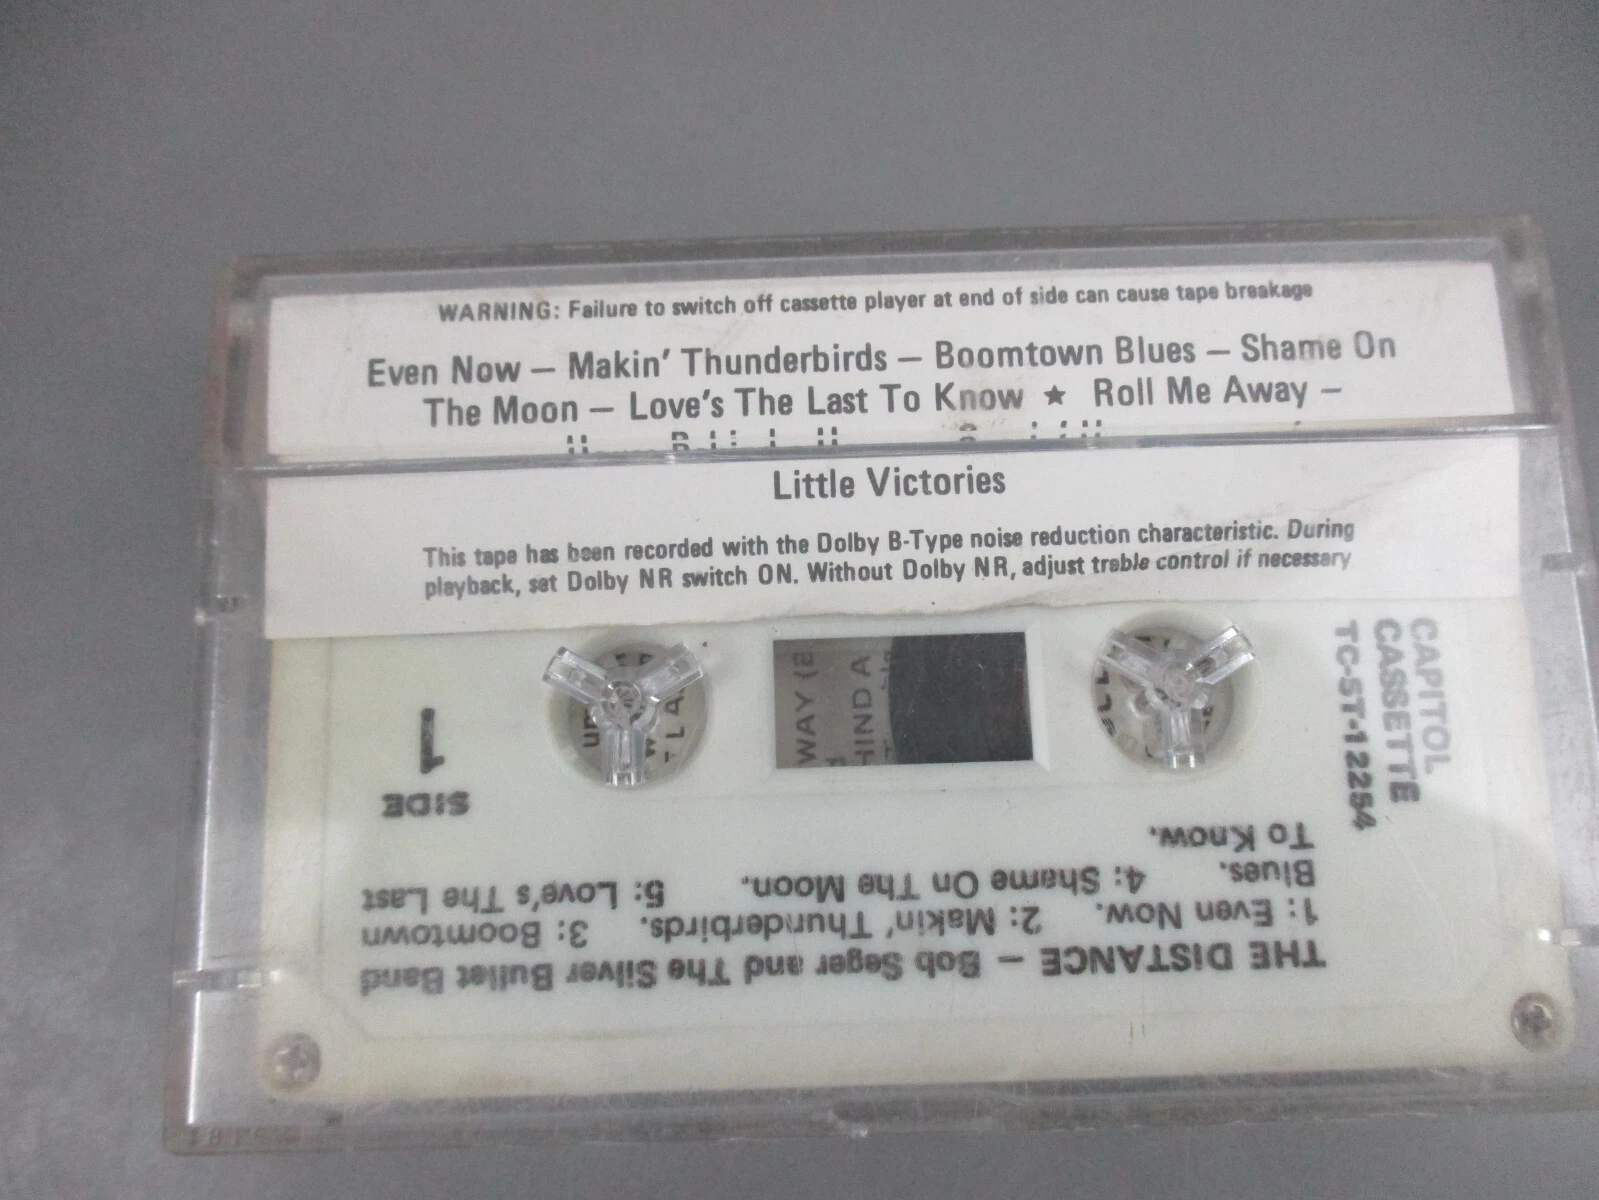 WARNING: Failure to switch off cassette player at end of side can cause tape breakage
Even Now – Makin' Thunderbirds – Boomtown Blues – Shame On
The Moon – Love's The Last To Know ★ Roll Me Away –
Little Victories
This tape has been recorded with the Dolby B-Type noise reduction characteristic. During
playback, set Dolby NR switch ON. Without Dolby NR, adjust treble control if necessary
CAPITOL
CASSETTE
TC-ST-12254
WAY
HIND A
SIDE
1
THE DISTANCE – Bob Seger and The Silver Bullet Band
1: Even Now. 2: Makin' Thunderbirds. 3: Boomtown
Blues. 4: Shame On The Moon. 5: Love's The Last
To Know.